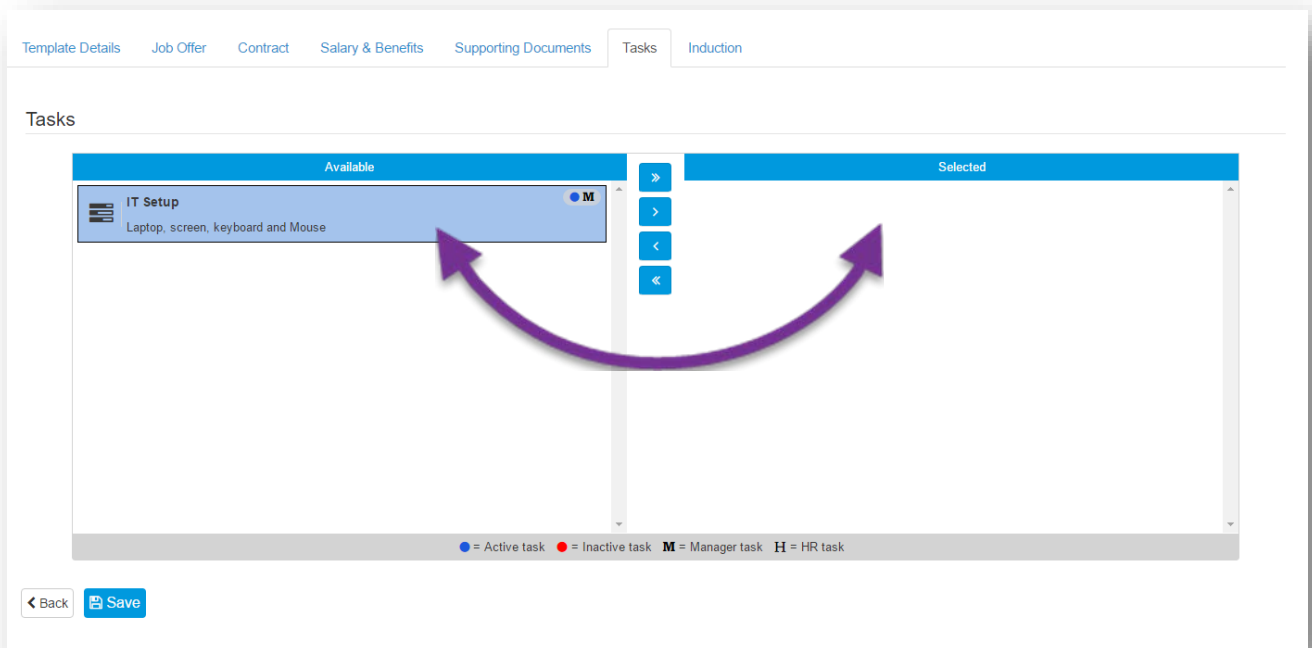 Template Details Job Offer Contract Salary & Benefits Supporting Documents Tasks Induction
Tasks
Available Selected
IT Setup M
Laptop, screen, keyboard and Mouse
= Active task = Inactive task M = Manager task H = HR task
Back Save